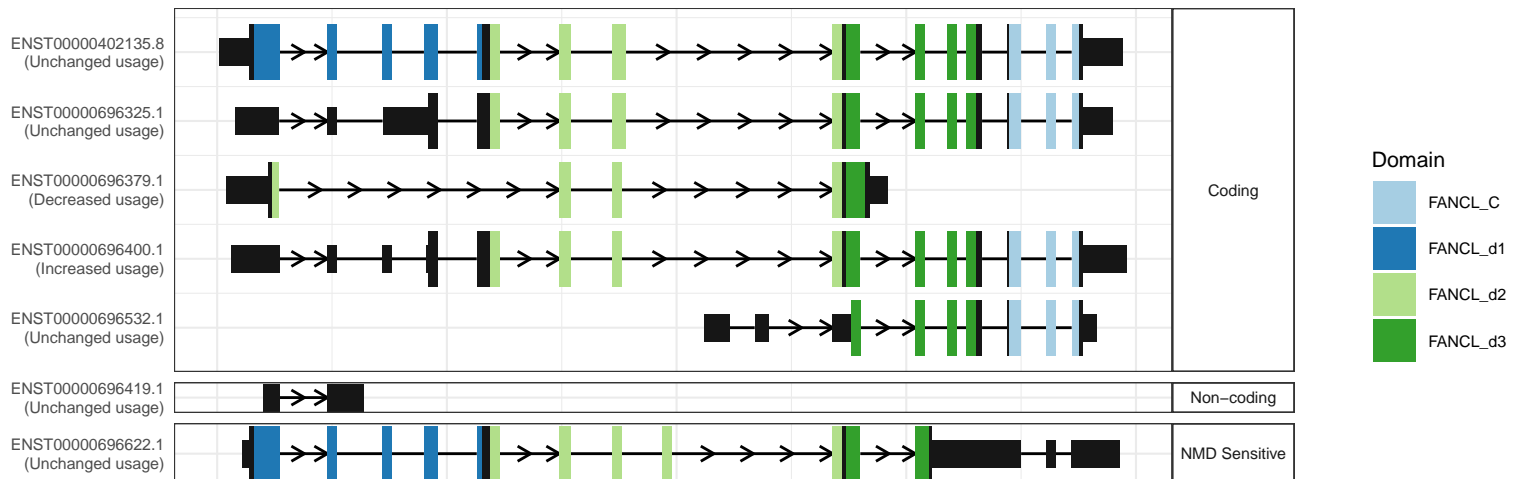 ENST00000402135.8
(Unchanged usage)
ENST00000696325.1
(Unchanged usage)
ENST00000696379.1
(Decreased usage)
ENST00000696400.1
(Increased usage)
ENST00000696532.1
(Unchanged usage)
Coding
ENST00000696419.1
(Unchanged usage)
Non−coding
ENST00000696622.1
(Unchanged usage)
NMD Sensitive
Domain
FANCL_C
FANCL_d1
FANCL_d2
FANCL_d3